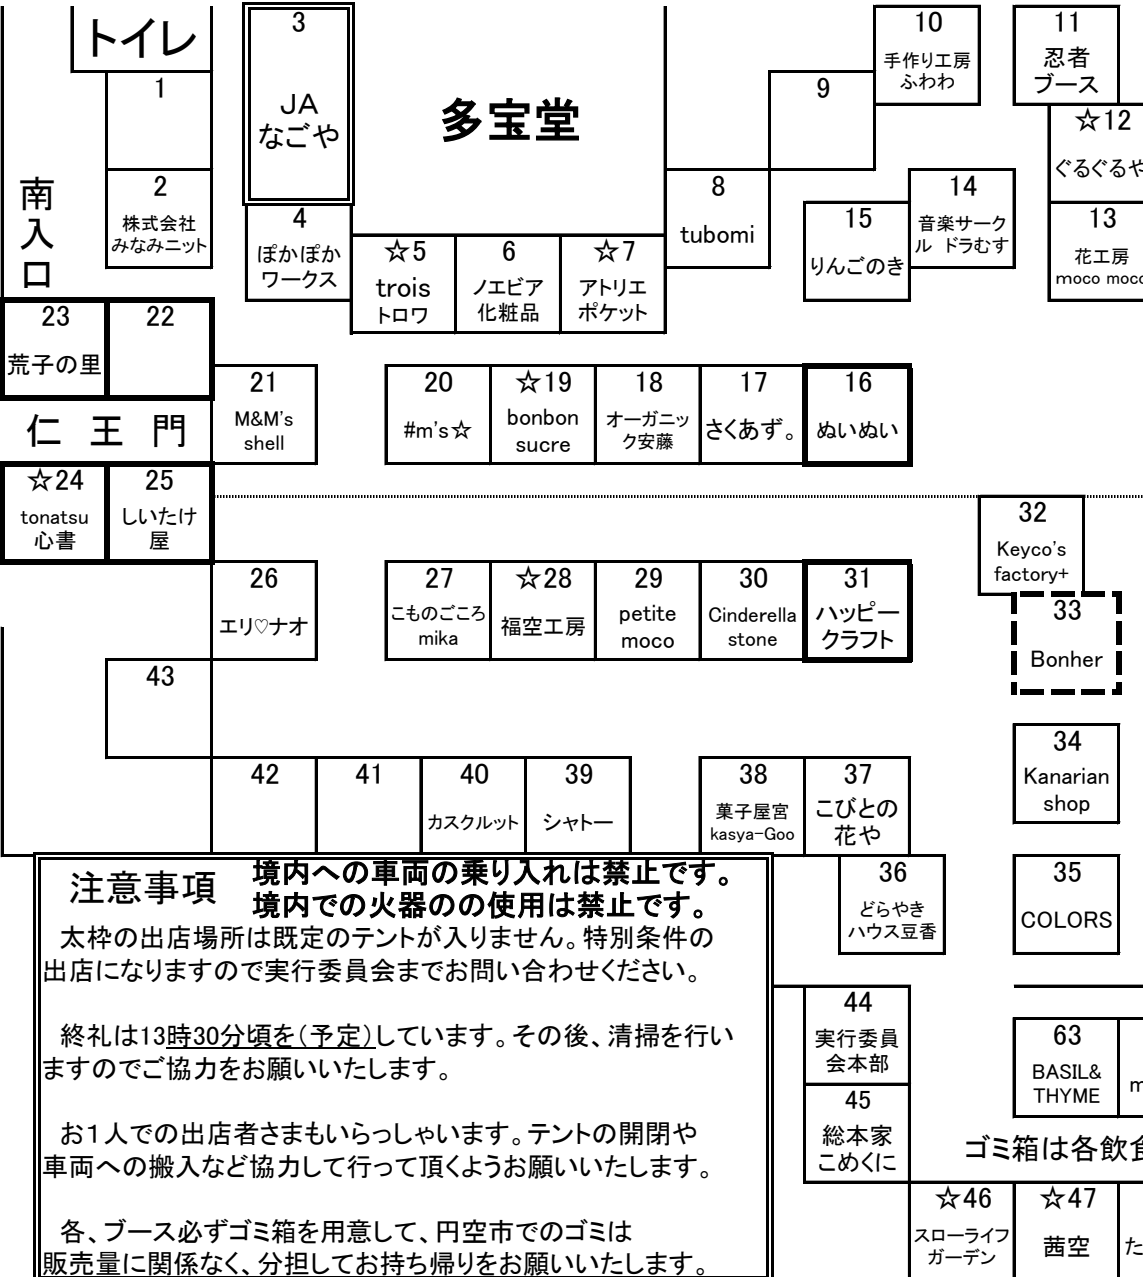 トイレ
1
2
株式会社
みなみニット
南
入
口
3
JA
なごや
4
ぽかぽか
ワークス
多宝堂
☆5
trois
トロワ
6
ノエビア
化粧品
☆7
アトリエ
ポケット
8
tubomi
9
10
手作り工房
ふわわ
11
忍者
ブース
☆12
ぐるぐるや
13
花工房
moco moco
14
音楽サーク
ル ドラむす
15
りんごのき
23
荒子の里
22
仁 王 門
21
M&M's
shell
20
#m's☆
☆19
bonbon
sucre
18
オーガニッ
ク安藤
17
さくあず。
16
ぬいぬい
☆24
tonatsu
心書
25
しいたけ
屋
26
エリ♡ナオ
27
こものごころ
mika
☆28
福空工房
29
petite
moco
30
Cinderella
stone
31
ハッピー
クラフト
32
Keyco's
factory+
33
Bonher
34
Kanarian
shop
43
42
41
40
カスクルット
39
シャトー
38
菓子屋宮
kasya-Goo
37
こびとの
花や
36
どらやき
ハウス豆香
35
COLORS
注意事項
境内への車両の乗り入れは禁止です。
境内での火器のの使用は禁止です。
太枠の出店場所は既定のテントが入りません。特別条件の
出店になりますので実行委員会までお問い合わせください。
終礼は13時30分頃を(予定)しています。その後、清掃を行い
ますのでご協力をお願いいたします。
お1人での出店者さまもいらっしゃいます。テントの開閉や
車両への搬入など協力して行って頂くようお願いいたします。
各、ブース必ずゴミ箱を用意して、円空市でのゴミは
販売量に関係なく、分担してお持ち帰りをお願いいたします。
44
実行委員
会本部
45
総本家
こめくに
63
BASIL&
THYME
m
ゴミ箱は各飲食
☆46
スローライフ
ガーデン
☆47
茜空
た